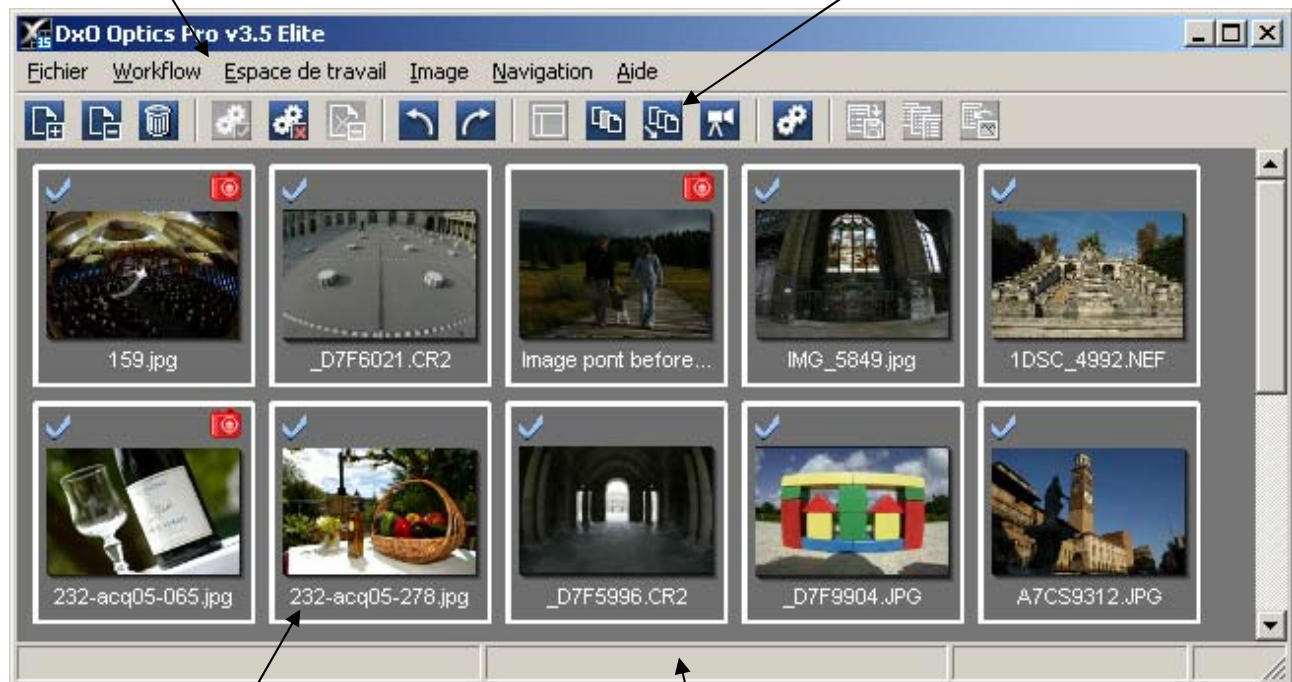 DxO Optics Pro v3.5 Elite
Fichier Workflow Espace de travail Image Navigation Aide
159.jpg _D7F6021.CR2 Image pont before... IMG_5849.jpg 1DSC_4992.NEF
232-acq05-065.jpg 232-acq05-278.jpg _D7F5996.CR2 _D7F9904.JPG A7CS9312.JPG